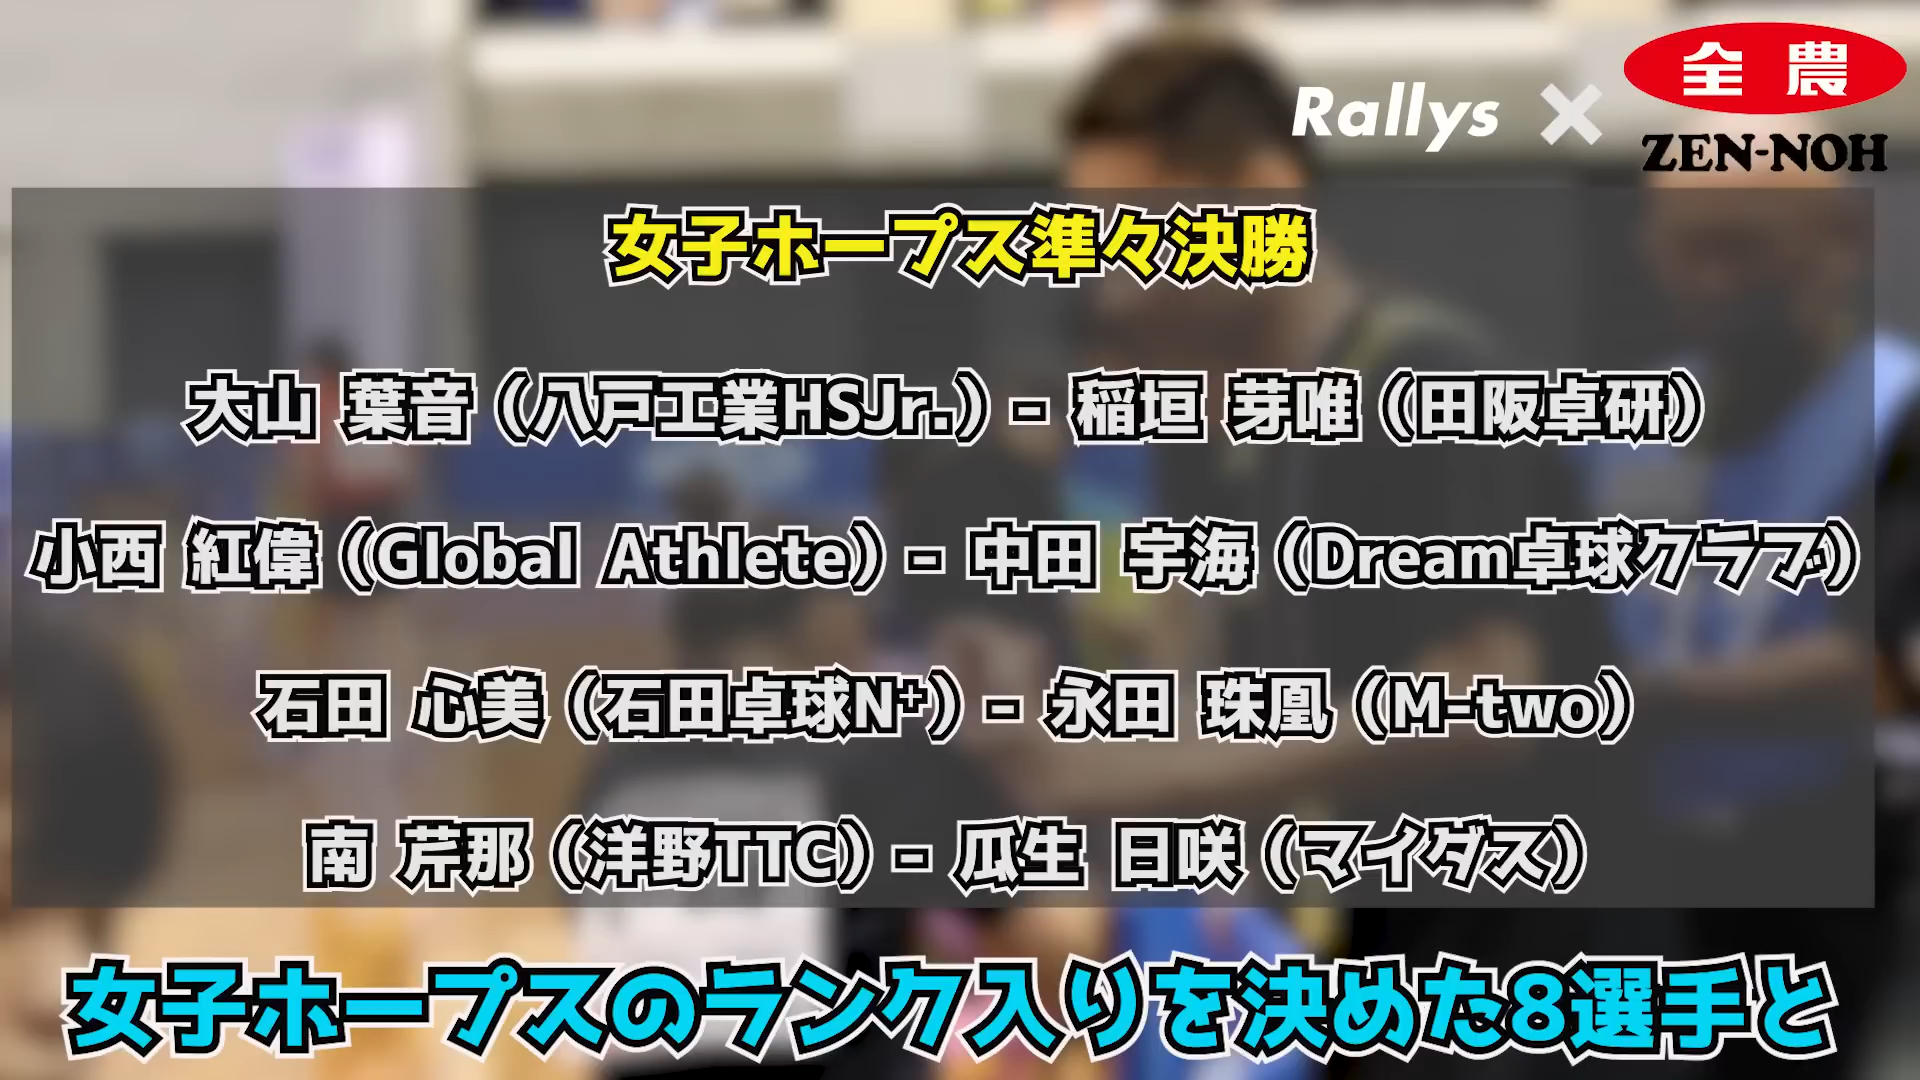 Rallys × 全農
ZEN-NOH
女子ホープス準々決勝
大山 葉音（八戸工業HSJr.）- 稲垣 芽唯（田阪卓研）
小西 紅偉（Global Athlete）- 中田 宇海（Dream卓球クラブ）
石田 心美（石田卓球N⁺）- 永田 珠凰（M-two）
南 芹那（洋野TTC）- 瓜生 日咲（マイダス）
女子ホープスのランク入りを決めた8選手と